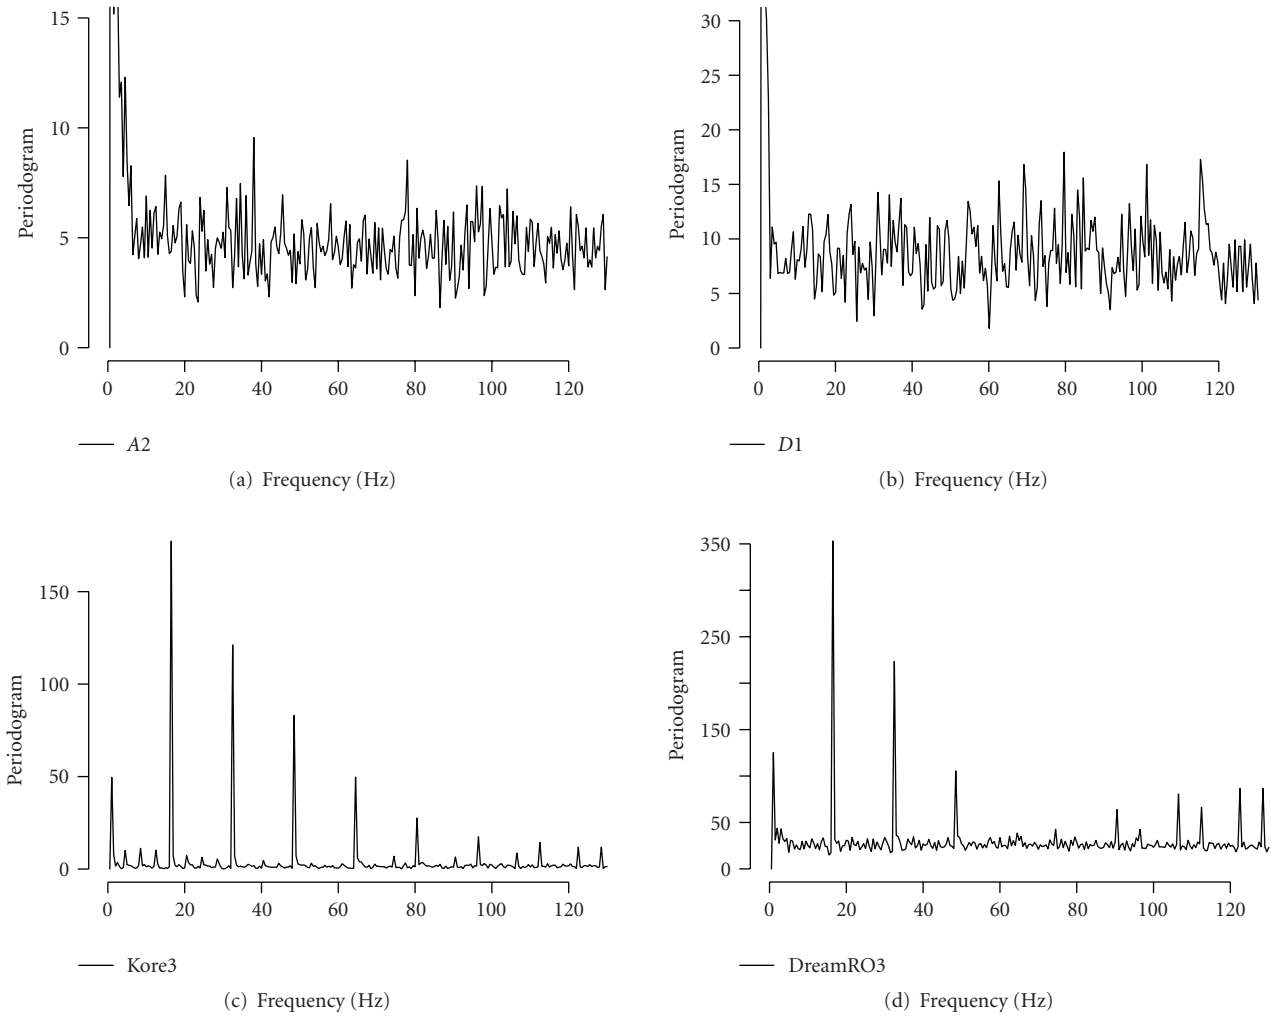 15
10
5
0
Periodogram
0 20 40 60 80 100 120
A2
(a) Frequency (Hz)
30
25
20
15
10
5
0
Periodogram
0 20 40 60 80 100 120
D1
(b) Frequency (Hz)
150
100
50
0
Periodogram
0 20 40 60 80 100 120
Kore3
(c) Frequency (Hz)
350
250
150
50
0
Periodogram
0 20 40 60 80 100 120
DreamRO3
(d) Frequency (Hz)